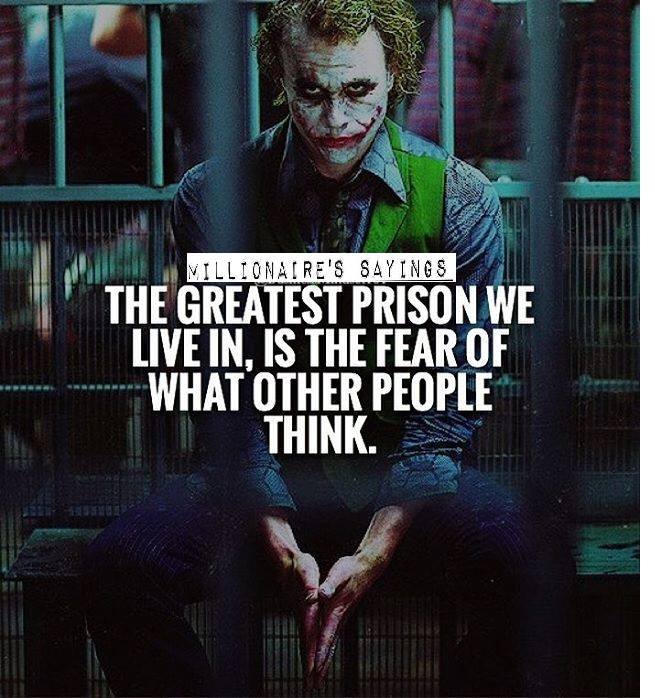 MILLIONAIRE'S SAYINGS
THE GREATEST PRISON WE
LIVE IN, IS THE FEAR OF
WHAT OTHER PEOPLE
THINK.